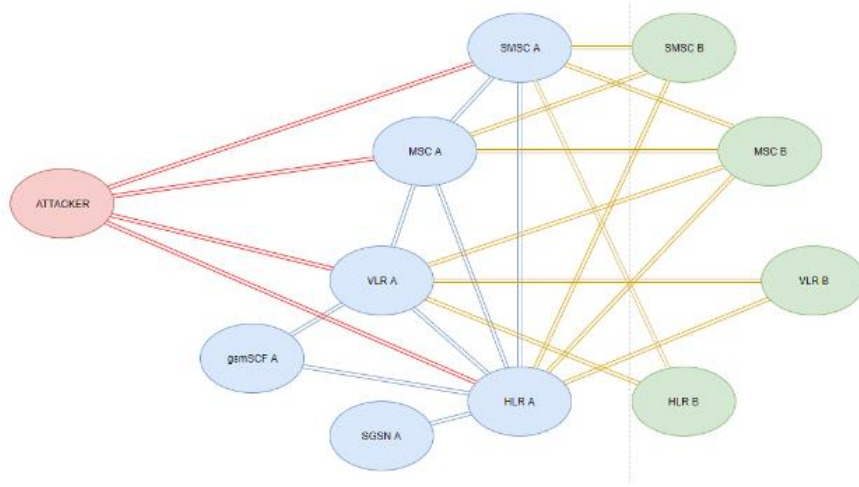 SMSC A
SMSC B
MSC A
MSC B
ATTACKER
VLR A
VLR B
gsmSCF A
HLR A
HLR B
SGSN A